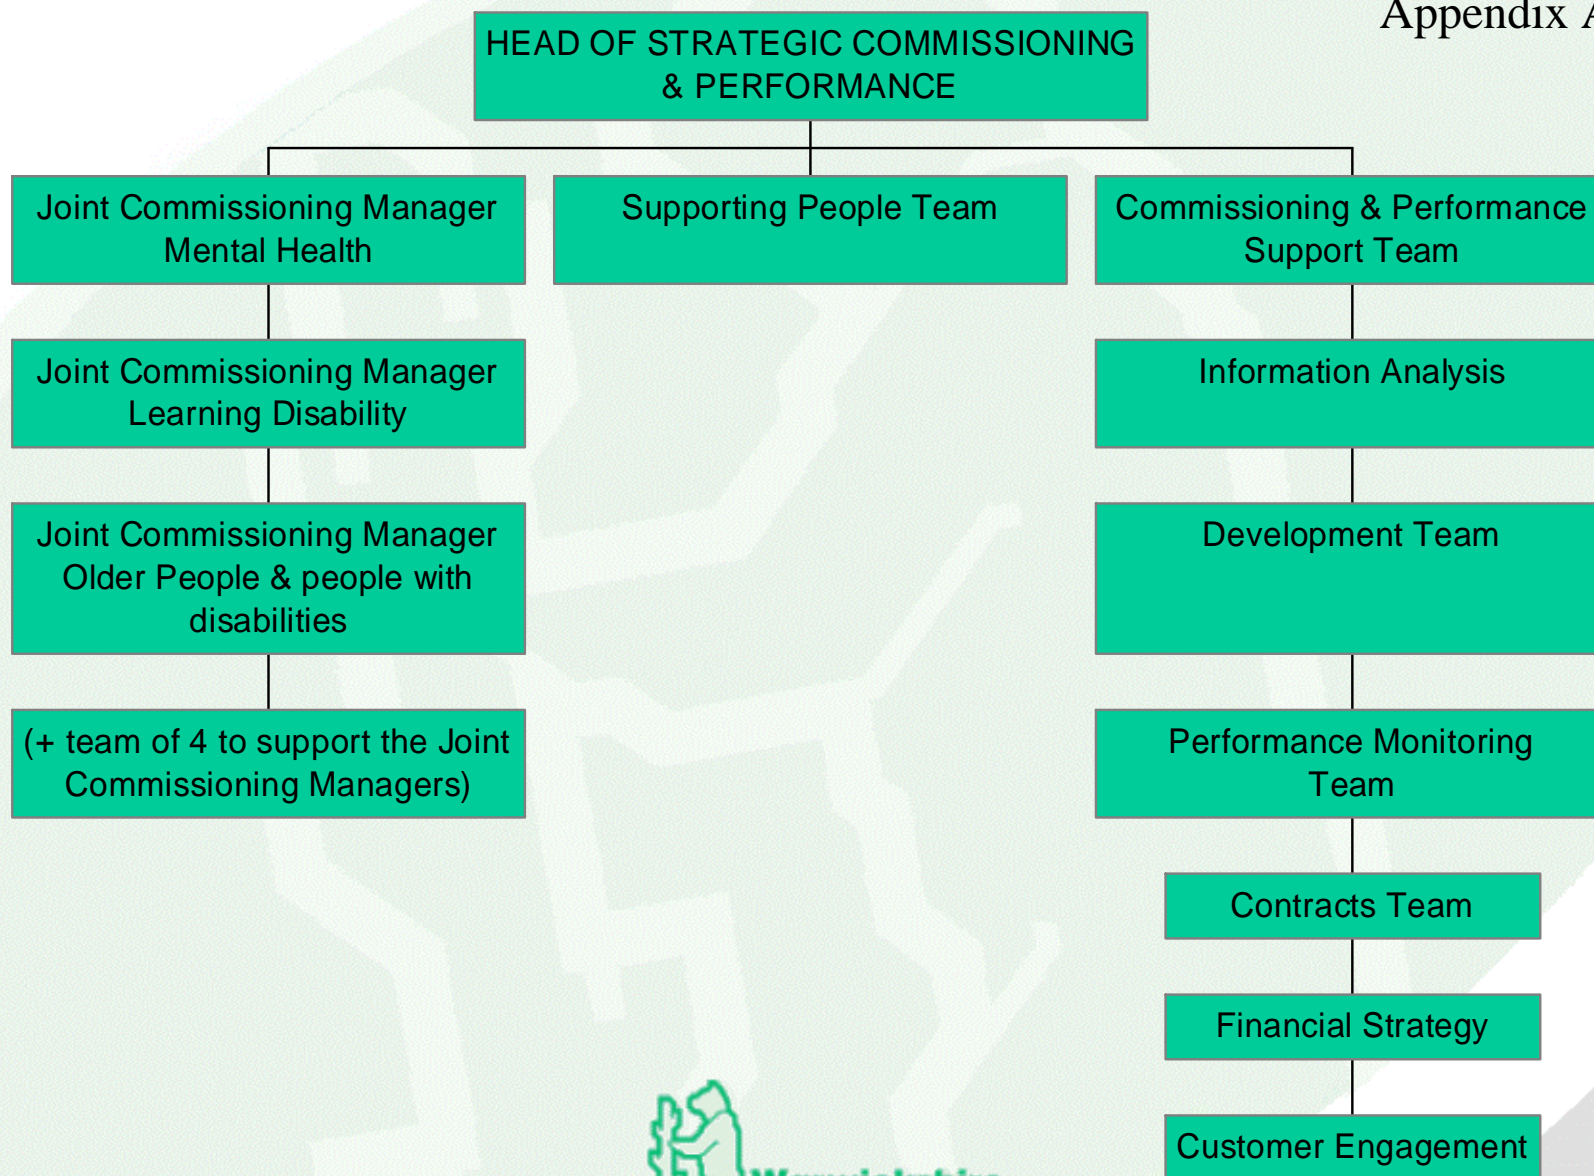 Appendix A
HEAD OF STRATEGIC COMMISSIONING
& PERFORMANCE
Joint Commissioning Manager
Mental Health
Supporting People Team
Commissioning & Performance
Support Team
Joint Commissioning Manager
Learning Disability
Information Analysis
Joint Commissioning Manager
Older People & people with
disabilities
Development Team
(+ team of 4 to support the Joint
Commissioning Managers)
Performance Monitoring
Team
Contracts Team
Financial Strategy
Customer Engagement